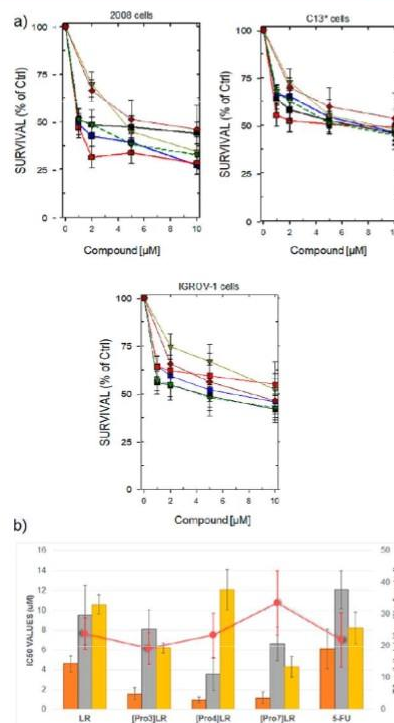 a)
2008 cells
SURVIVAL (% of Ctrl)
100
75
50
25
0
0 2 4 6 8 10
Compound [µM]
C13* cells
SURVIVAL (% of Ctrl)
100
75
50
25
0
0 2 4 6 8 10
Compound [µM]
IGROV-1 cells
SURVIVAL (% of Ctrl)
100
75
50
25
0
0 2 4 6 8 10
Compound [µM]
b)
IC50 VALUES (µM)
16
14
12
10
8
6
4
2
0
50
40
30
20
10
0
LR [Pro3]LR [Pro4]LR [Pro7]LR 5-FU